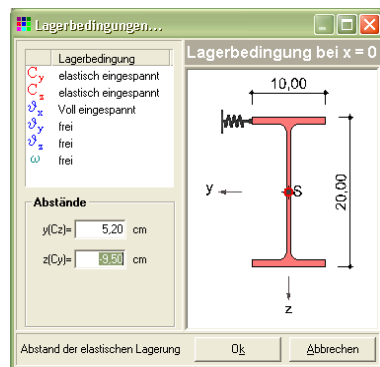 Lagerbedingungen...
Lagerbedingung
Cy elastisch eingespannt
Cz elastisch eingespannt
ϑx Voll eingespannt
ϑy frei
ϑz frei
ω frei
Abstände
y(Cz)= 5,20 cm
z(Cy)= -9,50 cm
Lagerbedingung bei x = 0
10,00
y
S
20,00
z
Abstand der elastischen Lagerung
Ok
Abbrechen